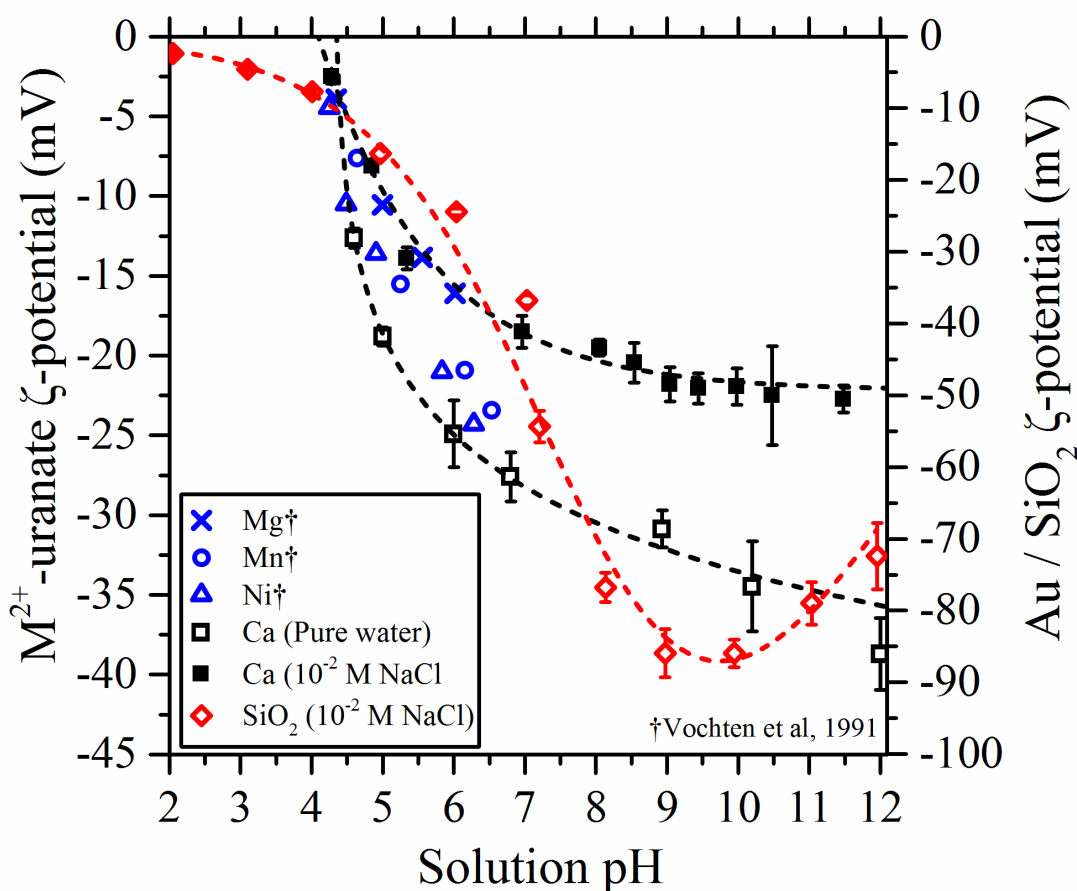 0
-5
-10
-15
-20
-25
-30
-35
-40
-45
M²⁺-uranate ζ-potential (mV)
0
-10
-20
-30
-40
-50
-60
-70
-80
-90
-100
Au / SiO₂ ζ-potential (mV)
Mg†
Mn†
Ni†
Ca (Pure water)
Ca (10⁻² M NaCl
SiO₂ (10⁻² M NaCl)
†Vochten et al, 1991
2 3 4 5 6 7 8 9 10 11 12
Solution pH